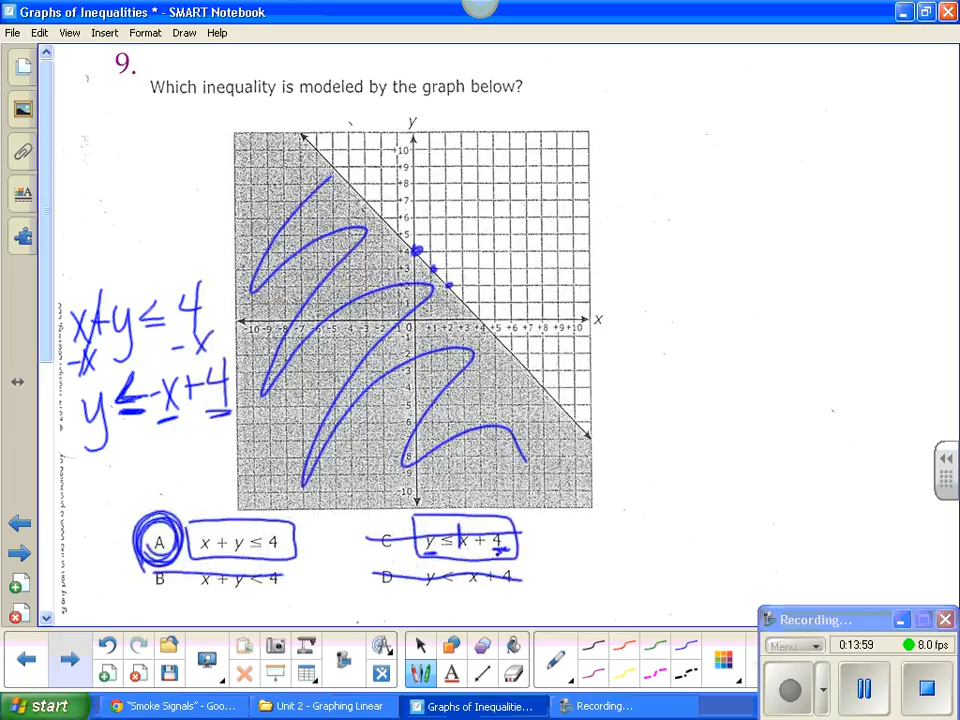 Graphs of Inequalities * - SMART Notebook
File Edit View Insert Format Draw Help
9.
Which inequality is modeled by the graph below?
y
+10
+9
+8
+7
+6
+5
+4
+3
+1
-10 -9 -8 -7 -6 -5 -4 -3 -2 0 +1 +2 +3 +4 +5 +6 +7 +8 +9 +10 x
-1
-2
-4
-5
-6
-8
-9
-10
x+y ≤ 4
-x -x
y ≤ -x+4
A x + y ≤ 4
B x + y < 4
C y ≤ x + 4
D y < x + 4
Recording...
Menu 0:13:59 8.0 fps
start "Smoke Signals" - Goo... Unit 2 - Graphing Linear Graphs of Inequalitie... Recording...